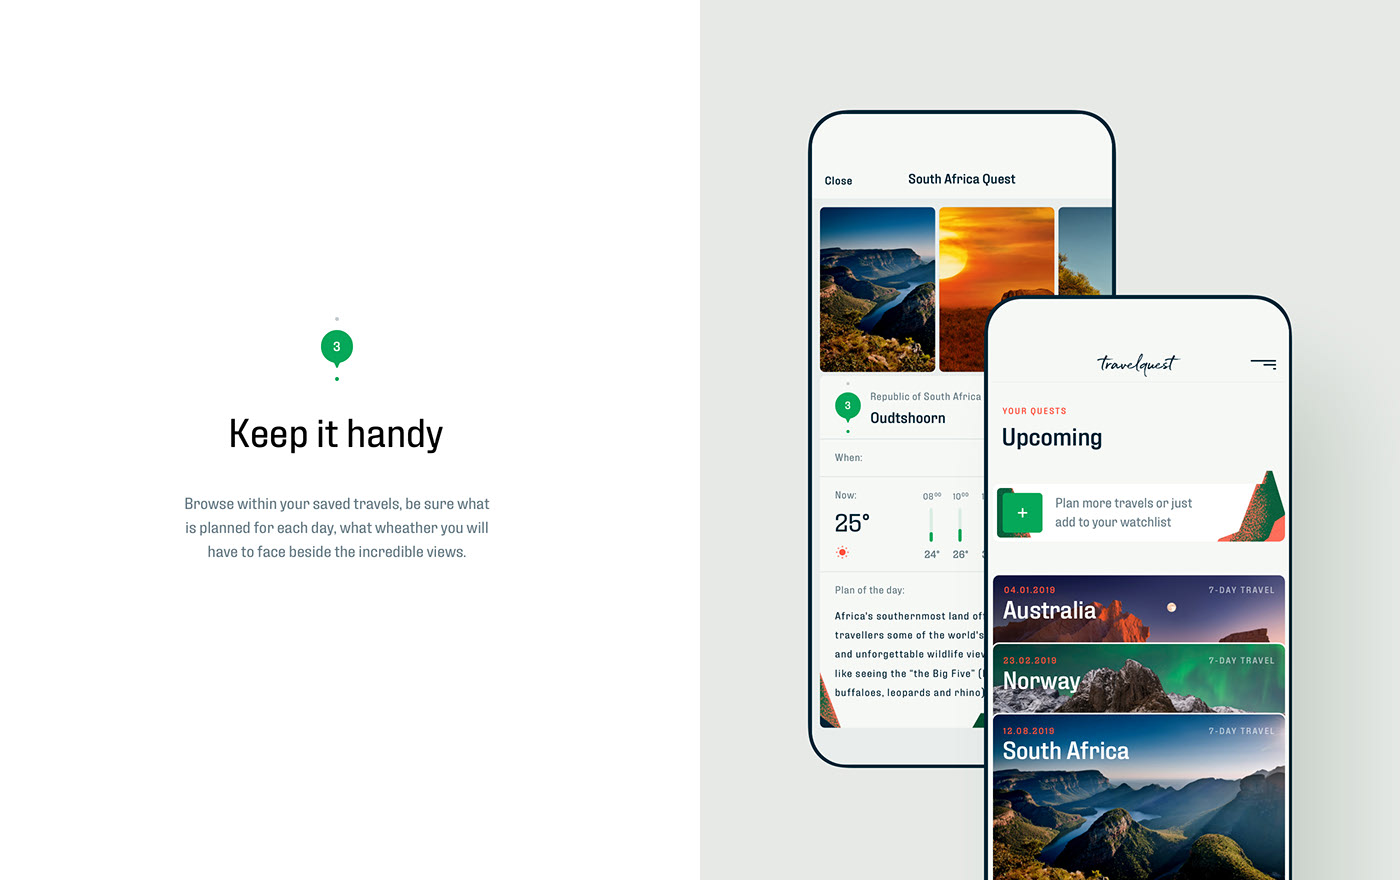 3
Keep it handy
Browse within your saved travels, be sure what
is planned for each day, what wheather you will
have to face beside the incredible views.
Close
South Africa Quest
3
Republic of South Africa
Oudtshoorn
When:
Now:
25°
08⁰⁰ 10⁰⁰
24° 26°
Plan of the day:
Africa's southernmost land of
travellers some of the world's
and unforgettable wildlife view
like seeing the "the Big Five" (
buffaloes, leopards and rhino)
travelquest
YOUR QUESTS
Upcoming
+
Plan more travels or just
add to your watchlist
04.01.2019
7-DAY TRAVEL
Australia
23.02.2019
7-DAY TRAVEL
Norway
12.08.2019
7-DAY TRAVEL
South Africa